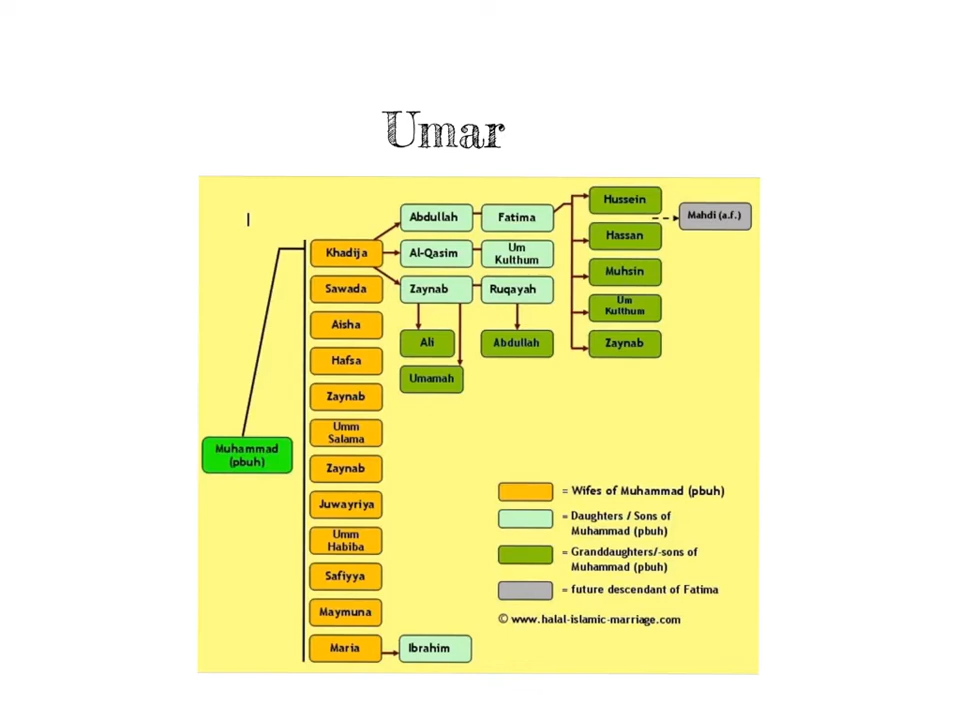 Umar
Hussein
Mahdi (a.f.)
Abdullah
Fatima
Hassan
Khadija
Al-Qasim
Um
Kulthum
Muhsin
Sawada
Zaynab
Ruqayah
Um
Kulthum
Aisha
Ali
Abdullah
Zaynab
Hafsa
Umamah
Zaynab
Umm
Salama
Muhammad
(pbuh)
Zaynab
Juwayriya
Umm
Habiba
Safiyya
Maymuna
Maria
Ibrahim
= Wifes of Muhammad (pbuh)
= Daughters / Sons of
Muhammad (pbuh)
= Granddaughters/-sons of
Muhammad (pbuh)
= future descendant of Fatima
© www.halal-islamic-marriage.com